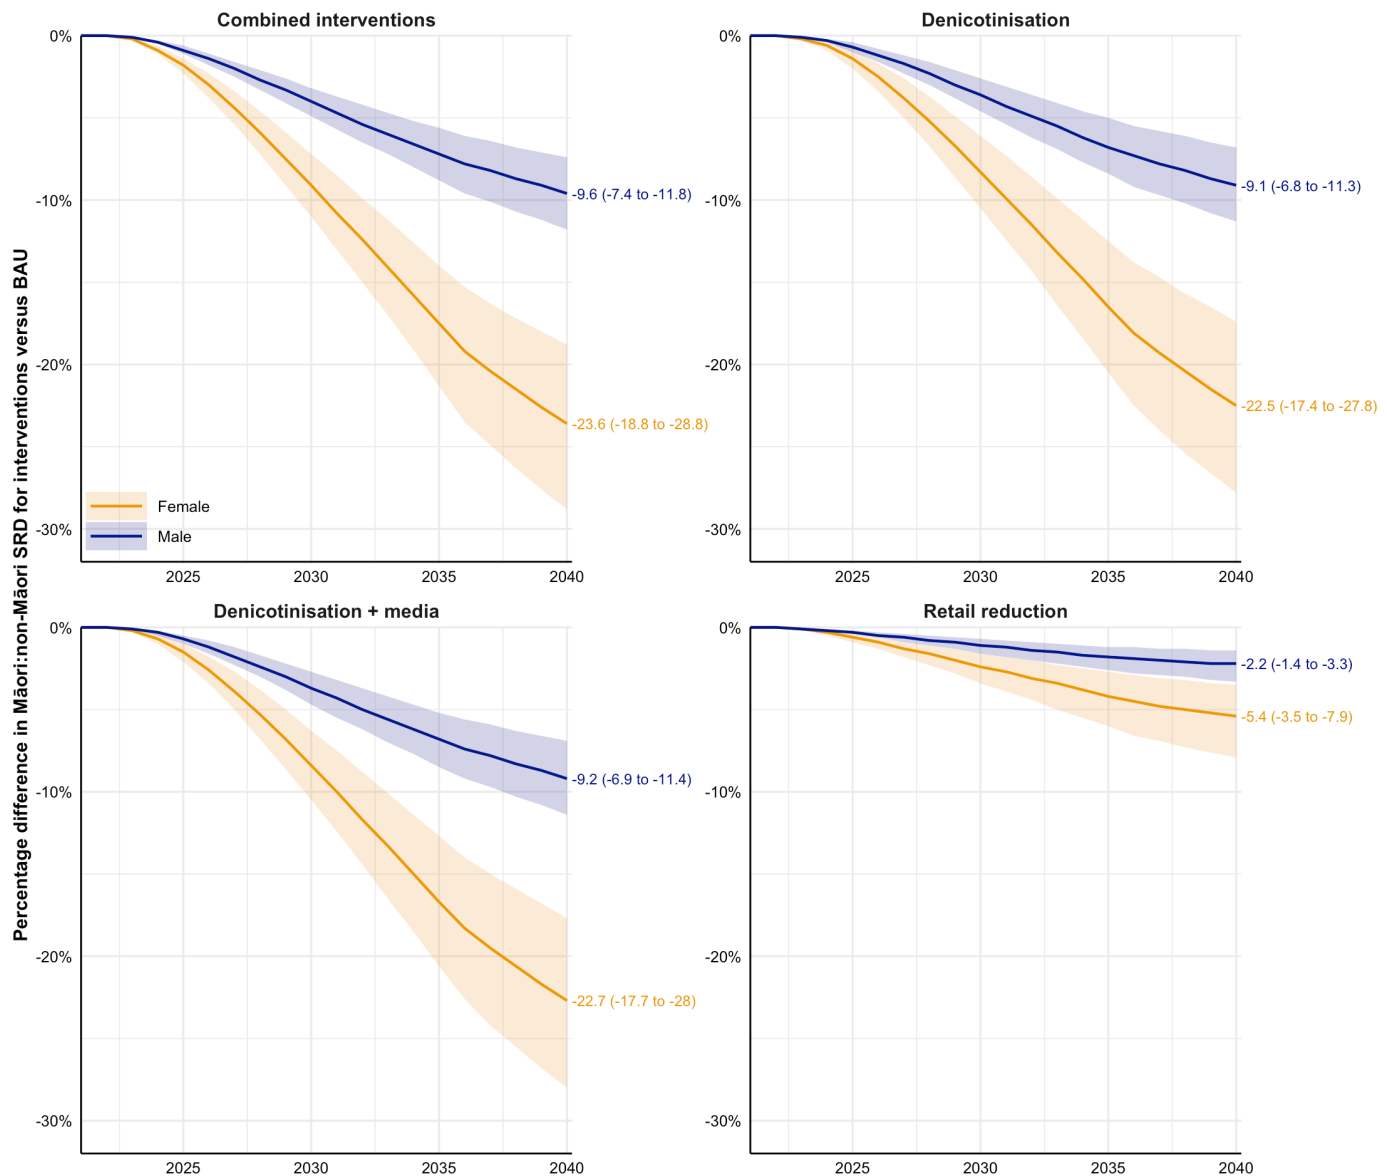 Percentage difference in Māori:non-Māori SRD for interventions versus BAU
Combined interventions
0%
-10%
-20%
-30%
-9.6 (-7.4 to -11.8)
-23.6 (-18.8 to -28.8)
Female
Male
2025 2030 2035 2040
Denicotinisation
0%
-10%
-20%
-30%
-9.1 (-6.8 to -11.3)
-22.5 (-17.4 to -27.8)
2025 2030 2035 2040
Denicotinisation + media
0%
-10%
-20%
-30%
-9.2 (-6.9 to -11.4)
-22.7 (-17.7 to -28)
2025 2030 2035 2040
Retail reduction
0%
-10%
-20%
-30%
-2.2 (-1.4 to -3.3)
-5.4 (-3.5 to -7.9)
2025 2030 2035 2040